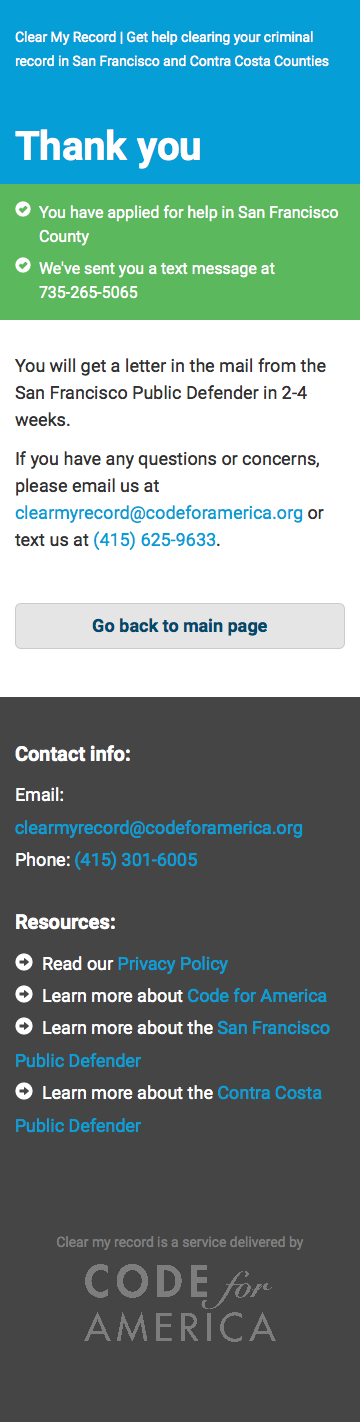 Clear My Record | Get help clearing your criminal
record in San Francisco and Contra Costa Counties
Thank you
You have applied for help in San Francisco
County
We've sent you a text message at
735-265-5065
You will get a letter in the mail from the
San Francisco Public Defender in 2-4
weeks.
If you have any questions or concerns,
please email us at
clearmyrecord@codeforamerica.org or
text us at (415) 625-9633.
Go back to main page
Contact info:
Email:
clearmyrecord@codeforamerica.org
Phone: (415) 301-6005
Resources:
Read our Privacy Policy
Learn more about Code for America
Learn more about the San Francisco
Public Defender
Learn more about the Contra Costa
Public Defender
Clear my record is a service delivered by
CODE for
AMERICA